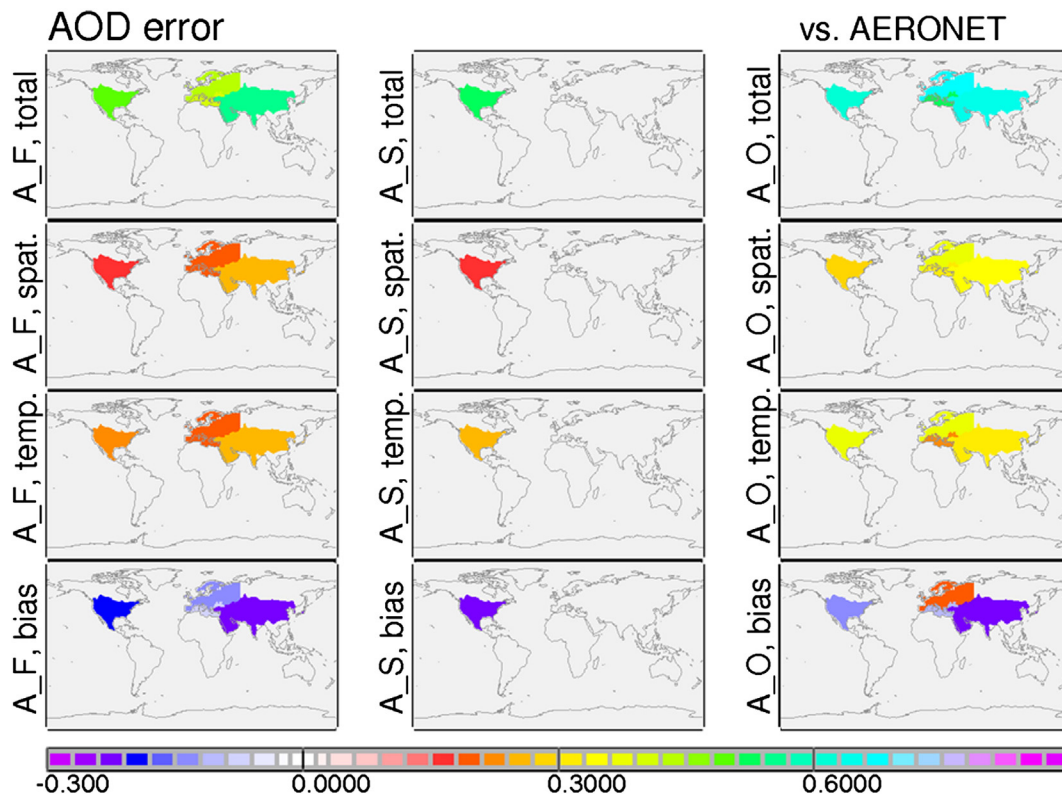 AOD error
vs. AERONET
A_F, total
A_S, total
A_O, total
A_F, spat.
A_S, spat.
A_O, spat.
A_F, temp.
A_S, temp.
A_O, temp.
A_F, bias
A_S, bias
A_O, bias
-0.300 0.0000 0.3000 0.6000